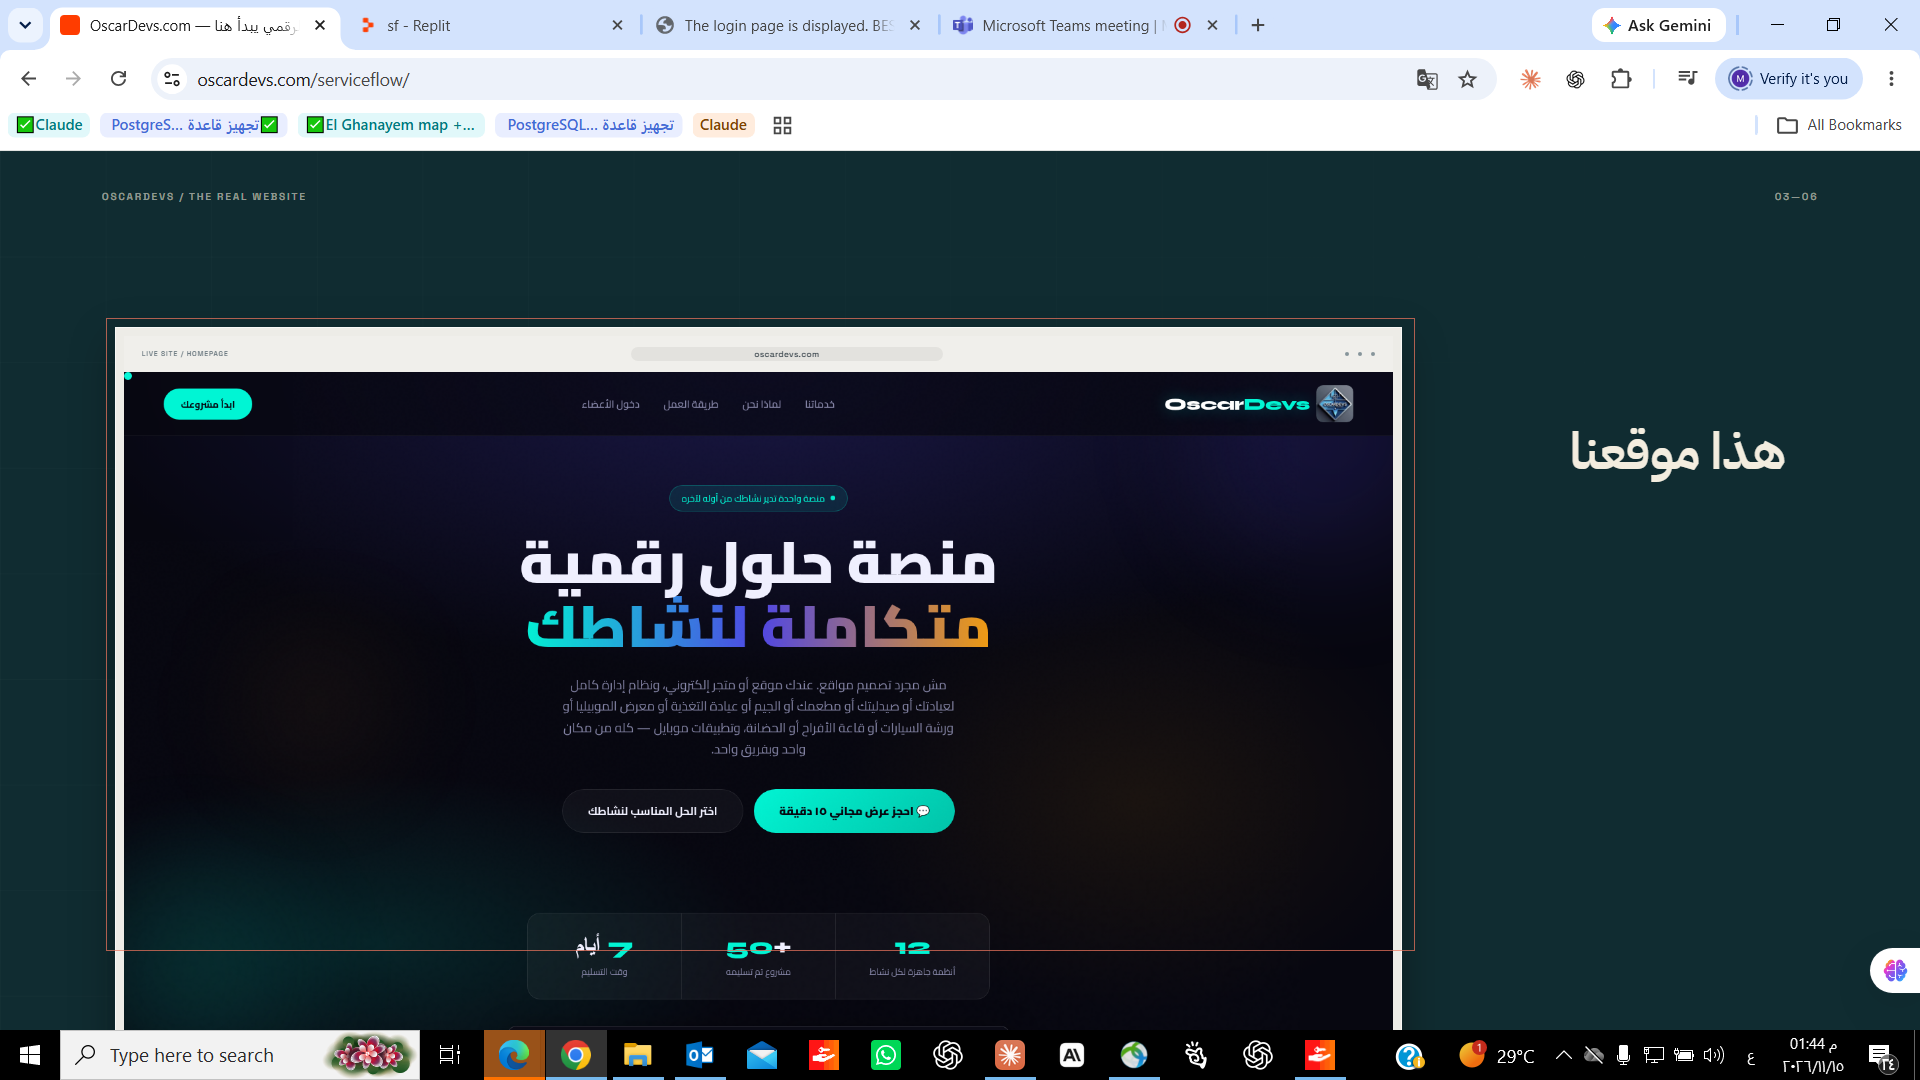 OscarDevs.com — رقمي يبدأ هنا
sf - Replit
The login page is displayed. BES
Microsoft Teams meeting |
Ask Gemini
oscardevs.com/serviceflow/
Verify it's you
✅Claude
PostgreS... تجهيز قاعدة✅
✅El Ghanayem map +...
PostgreSQL... تجهيز قاعدة
Claude
All Bookmarks
OSCARDEVS / THE REAL WEBSITE
03—06
LIVE SITE / HOMEPAGE
oscardevs.com
OscarDevs
خدماتنا
لماذا نحن
طريقة العمل
دخول الأعضاء
ابدأ مشروعك
هذا موقعنا
منصة واحدة تدير نشاطك من أوله لآخره
منصة حلول رقمية
متكاملة لنشاطك
مش مجرد تصميم مواقع. عندك موقع أو متجر إلكتروني، ونظام إدارة كامل
لعيادتك أو صيدليتك أو مطعمك أو الجيم أو عيادة التغذية أو معرض الموبيليا أو
ورشة السيارات أو قاعة الأفراح أو الحضانة، وتطبيقات موبايل — كله من مكان
واحد وبفريق واحد.
💬 احجز عرض مجاني ١٥ دقيقة
اختر الحل المناسب لنشاطك
12
أنظمة جاهزة لكل نشاط
50+
مشروع تم تسليمه
7 أيام
وقت التسليم
Type here to search
29°C
ع
01:44 م
٢٠٢٦/١١/١٥
٢٤